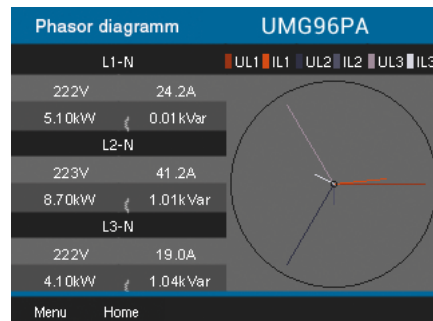 Phasor diagramm UMG96PA
L1-N
UL1 IL1 UL2 IL2 UL3 IL3
222V 24.2A
5.10kW 0.01kVar
L2-N
223V 41.2A
8.70kW 1.01kVar
L3-N
222V 19.0A
4.10kW 1.04kVar
Menu Home